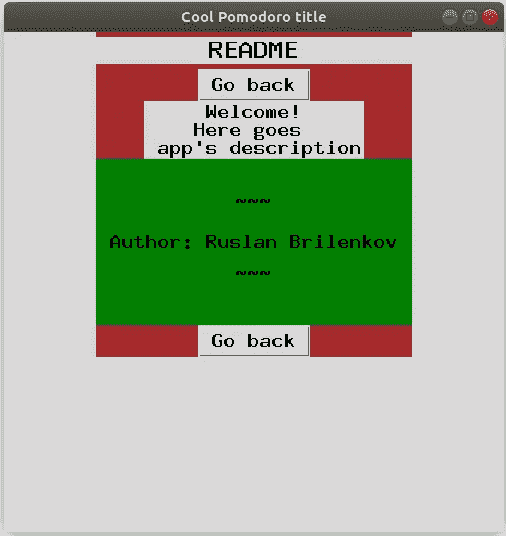 Cool Pomodoro title
README
Go back
Welcome!
Here goes
app's description
~~~
Author: Ruslan Brilenkov
~~~
Go back